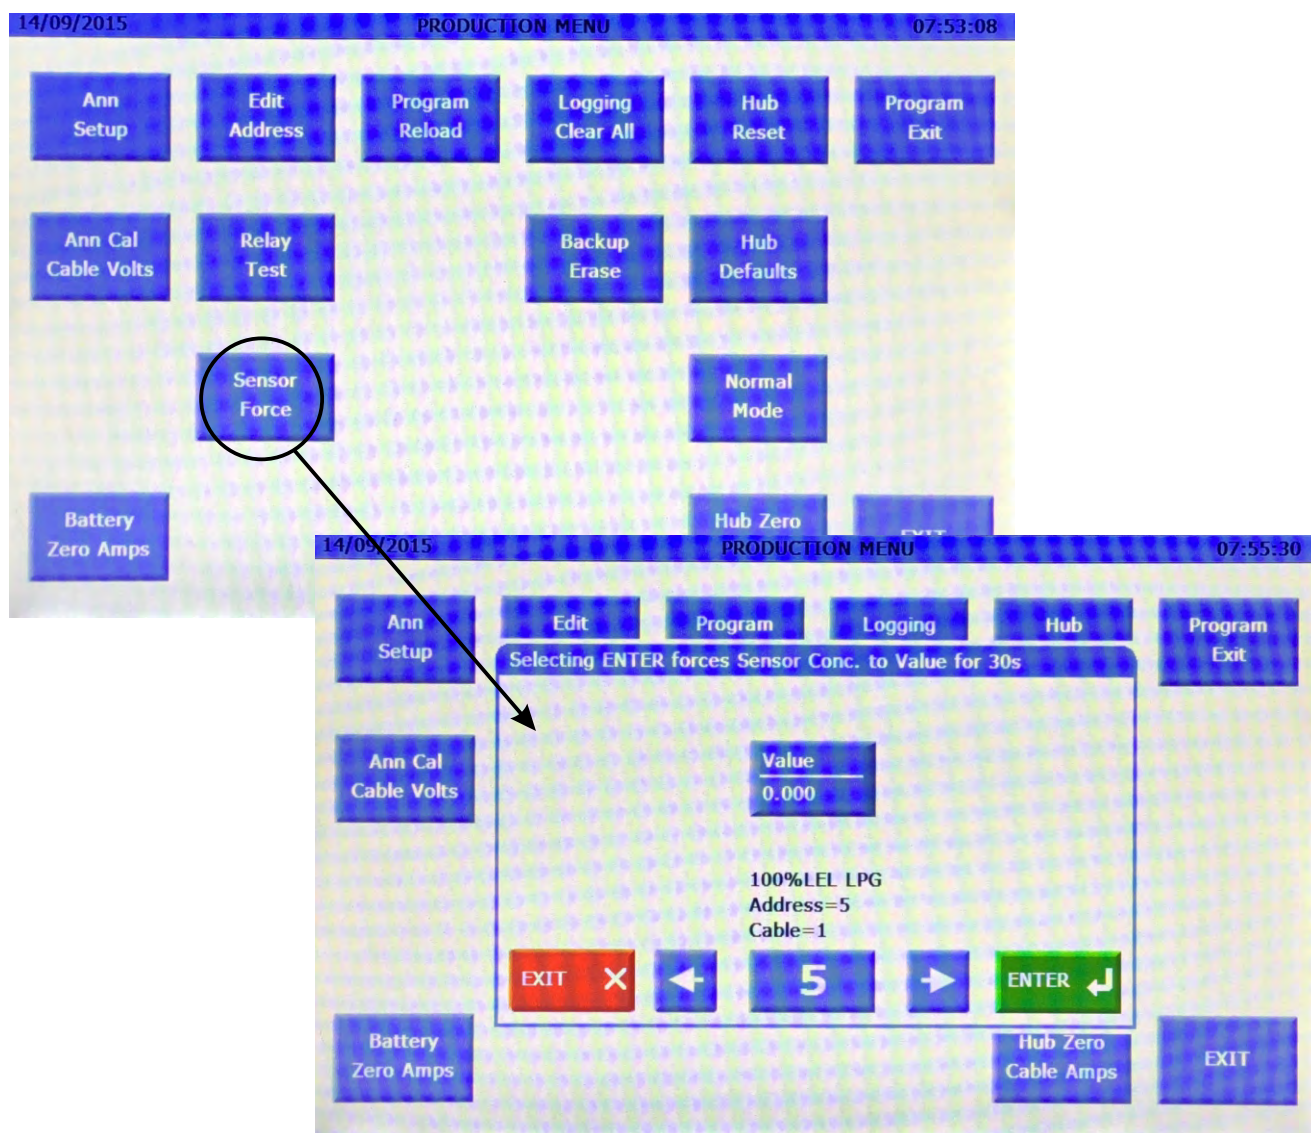 14/09/2015 PRODUCTION MENU 07:53:08
Ann
Setup
Edit
Address
Program
Reload
Logging
Clear All
Hub
Reset
Program
Exit
Ann Cal
Cable Volts
Relay
Test
Backup
Erase
Hub
Defaults
Sensor
Force
Normal
Mode
Battery
Zero Amps
Hub Zero
EXIT
14/09/2015 PRODUCTION MENU 07:55:30
Ann
Setup
Edit
Program
Logging
Hub
Program
Exit
Selecting ENTER forces Sensor Conc. to Value for 30s
Ann Cal
Cable Volts
Value
0.000
100%LEL LPG
Address=5
Cable=1
EXIT
5
ENTER
Battery
Zero Amps
Hub Zero
Cable Amps
EXIT